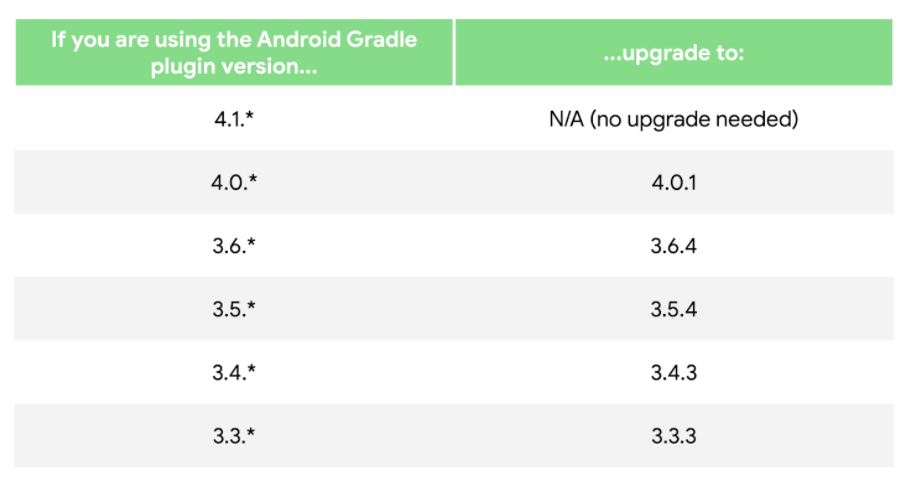 If you are using the Android Gradle
plugin version...
...upgrade to:
4.1.*
N/A (no upgrade needed)
4.0.*
4.0.1
3.6.*
3.6.4
3.5.*
3.5.4
3.4.*
3.4.3
3.3.*
3.3.3